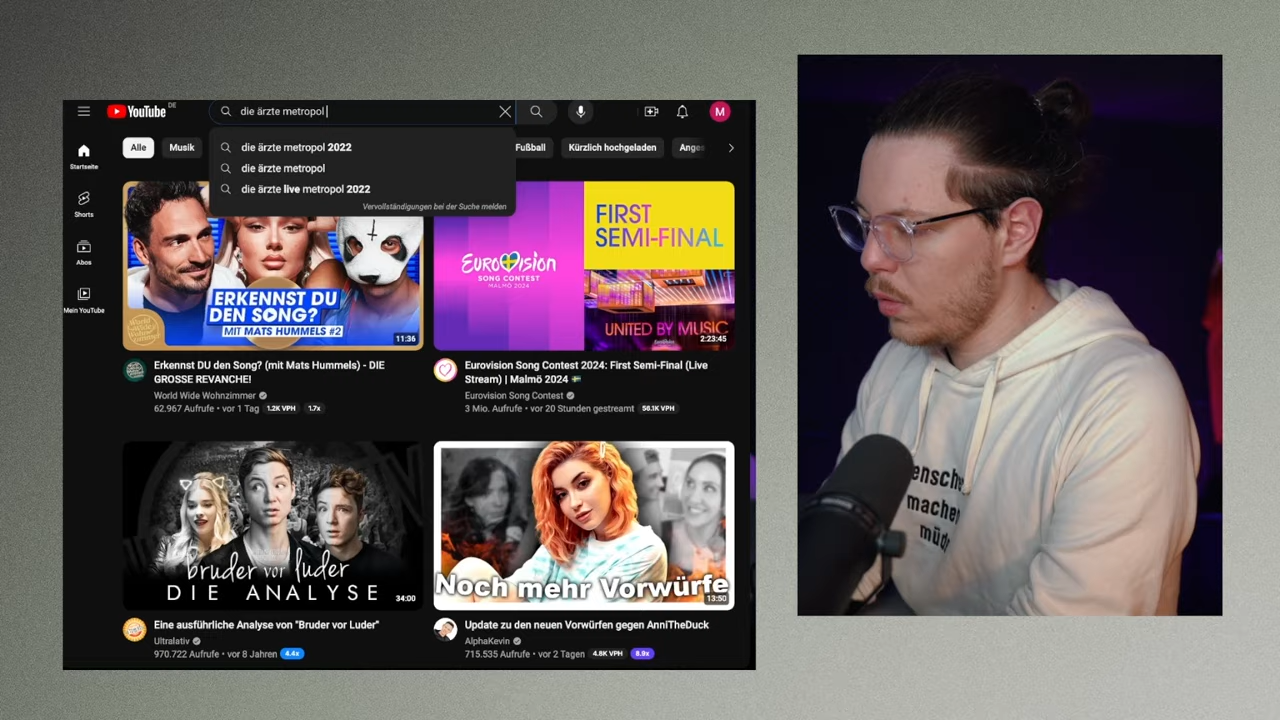 YouTube DE
die ärzte metropol
M
Startseite
Shorts
Abos
Mein YouTube
Alle
Musik
Fußball
Kürzlich hochgeladen
die ärzte metropol 2022
die ärzte metropol
die ärzte live metropol 2022
Vervollständigungen bei der Suche melden
ERKENNST DU
DEN SONG?
MIT MATS HUMMELS #2
11:36
EUROVISION
SONG CONTEST
MALMÖ 2024
FIRST
SEMI-FINAL
UNITED BY MUSIC
2:23:45
Erkennst DU den Song? (mit Mats Hummels) - DIE
GROSSE REVANCHE!
World Wide Wohnzimmer
62.967 Aufrufe • vor 1 Tag 1.2K VPH 1.7x
Eurovision Song Contest 2024: First Semi-Final (Live
Stream) | Malmö 2024
Eurovision Song Contest
3 Mio. Aufrufe • vor 20 Stunden gestreamt 56.1K VPH
bruder vor luder
DIE ANALYSE
34:00
Noch mehr Vorwürfe
13:50
Eine ausführliche Analyse von "Bruder vor Luder"
Ultralativ
970.722 Aufrufe • vor 8 Jahren 4.4x
Update zu den neuen Vorwürfen gegen AnniTheDuck
AlphaKevin
715.535 Aufrufe • vor 2 Tagen 4.8K VPH 8.9x
ensche
machen
müd